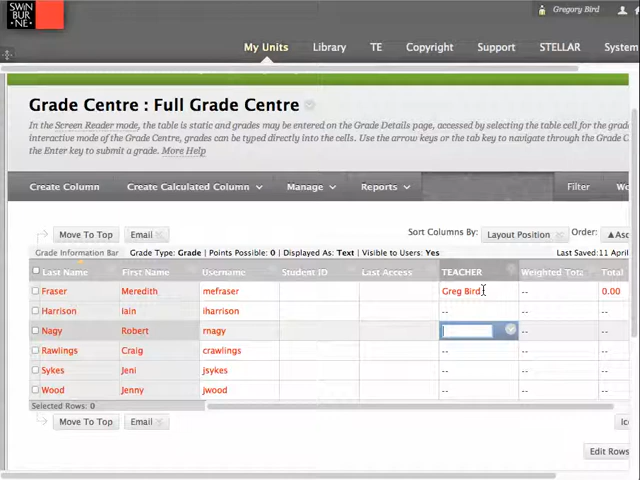 SWIN
BUR
NE
Gregory Bird
My Units Library TE Copyright Support STELLAR System
Grade Centre : Full Grade Centre
In the Screen Reader mode, the table is static and grades may be entered on the Grade Details page, accessed by selecting the table cell for the grade
interactive mode of the Grade Centre, grades can be typed directly into the cells. Use the arrow keys or the tab key to navigate through the Grade C
the Enter key to submit a grade. More Help
Create Column Create Calculated Column Manage Reports Filter Wo
Sort Columns By: Layout Position Order: ▲Asc
Move To Top Email
Grade Information Bar Grade Type: Grade | Points Possible: 0 | Displayed As: Text | Visible to Users: Yes Last Saved:11 April
Last Name First Name Username Student ID Last Access TEACHER Weighted Tota Total
Fraser Meredith mefraser Greg Bird -- 0.00
Harrison Iain iharrison -- -- --
Nagy Robert rnagy -- --
Rawlings Craig crawlings -- -- --
Sykes Jeni jsykes -- -- --
Wood Jenny jwood -- -- --
Selected Rows: 0
Move To Top Email Ico
Edit Rows